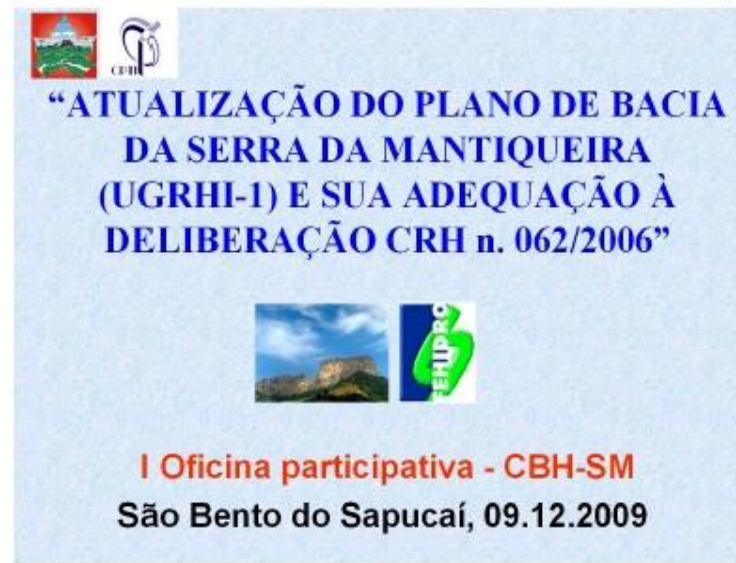 CPTI
“ATUALIZAÇÃO DO PLANO DE BACIA
DA SERRA DA MANTIQUEIRA
(UGRHI-1) E SUA ADEQUAÇÃO À
DELIBERAÇÃO CRH n. 062/2006”
FEHIDRO
I Oficina participativa - CBH-SM
São Bento do Sapucaí, 09.12.2009